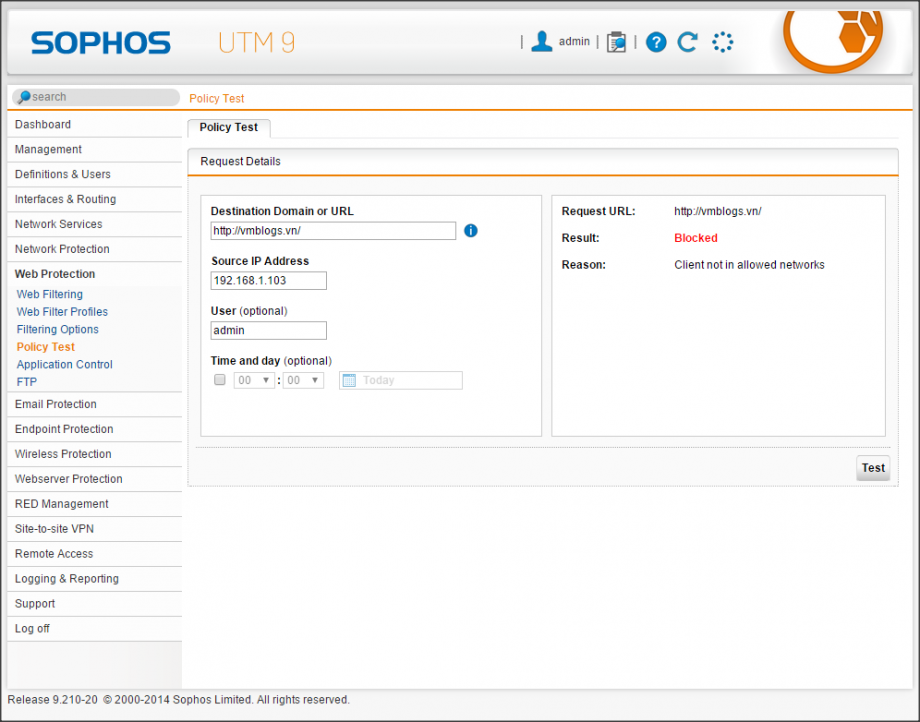 SOPHOS UTM 9
| admin | | ?
search
Policy Test
Dashboard
Management
Definitions & Users
Interfaces & Routing
Network Services
Network Protection
Web Protection
Web Filtering
Web Filter Profiles
Filtering Options
Policy Test
Application Control
FTP
Email Protection
Endpoint Protection
Wireless Protection
Webserver Protection
RED Management
Site-to-site VPN
Remote Access
Logging & Reporting
Support
Log off
Policy Test
Request Details
Destination Domain or URL
http://vmblogs.vn/ i
Source IP Address
192.168.1.103
User (optional)
admin
Time and day (optional)
00 : 00 Today
Request URL: http://vmblogs.vn/
Result: Blocked
Reason: Client not in allowed networks
Test
Release 9.210-20 © 2000-2014 Sophos Limited. All rights reserved.